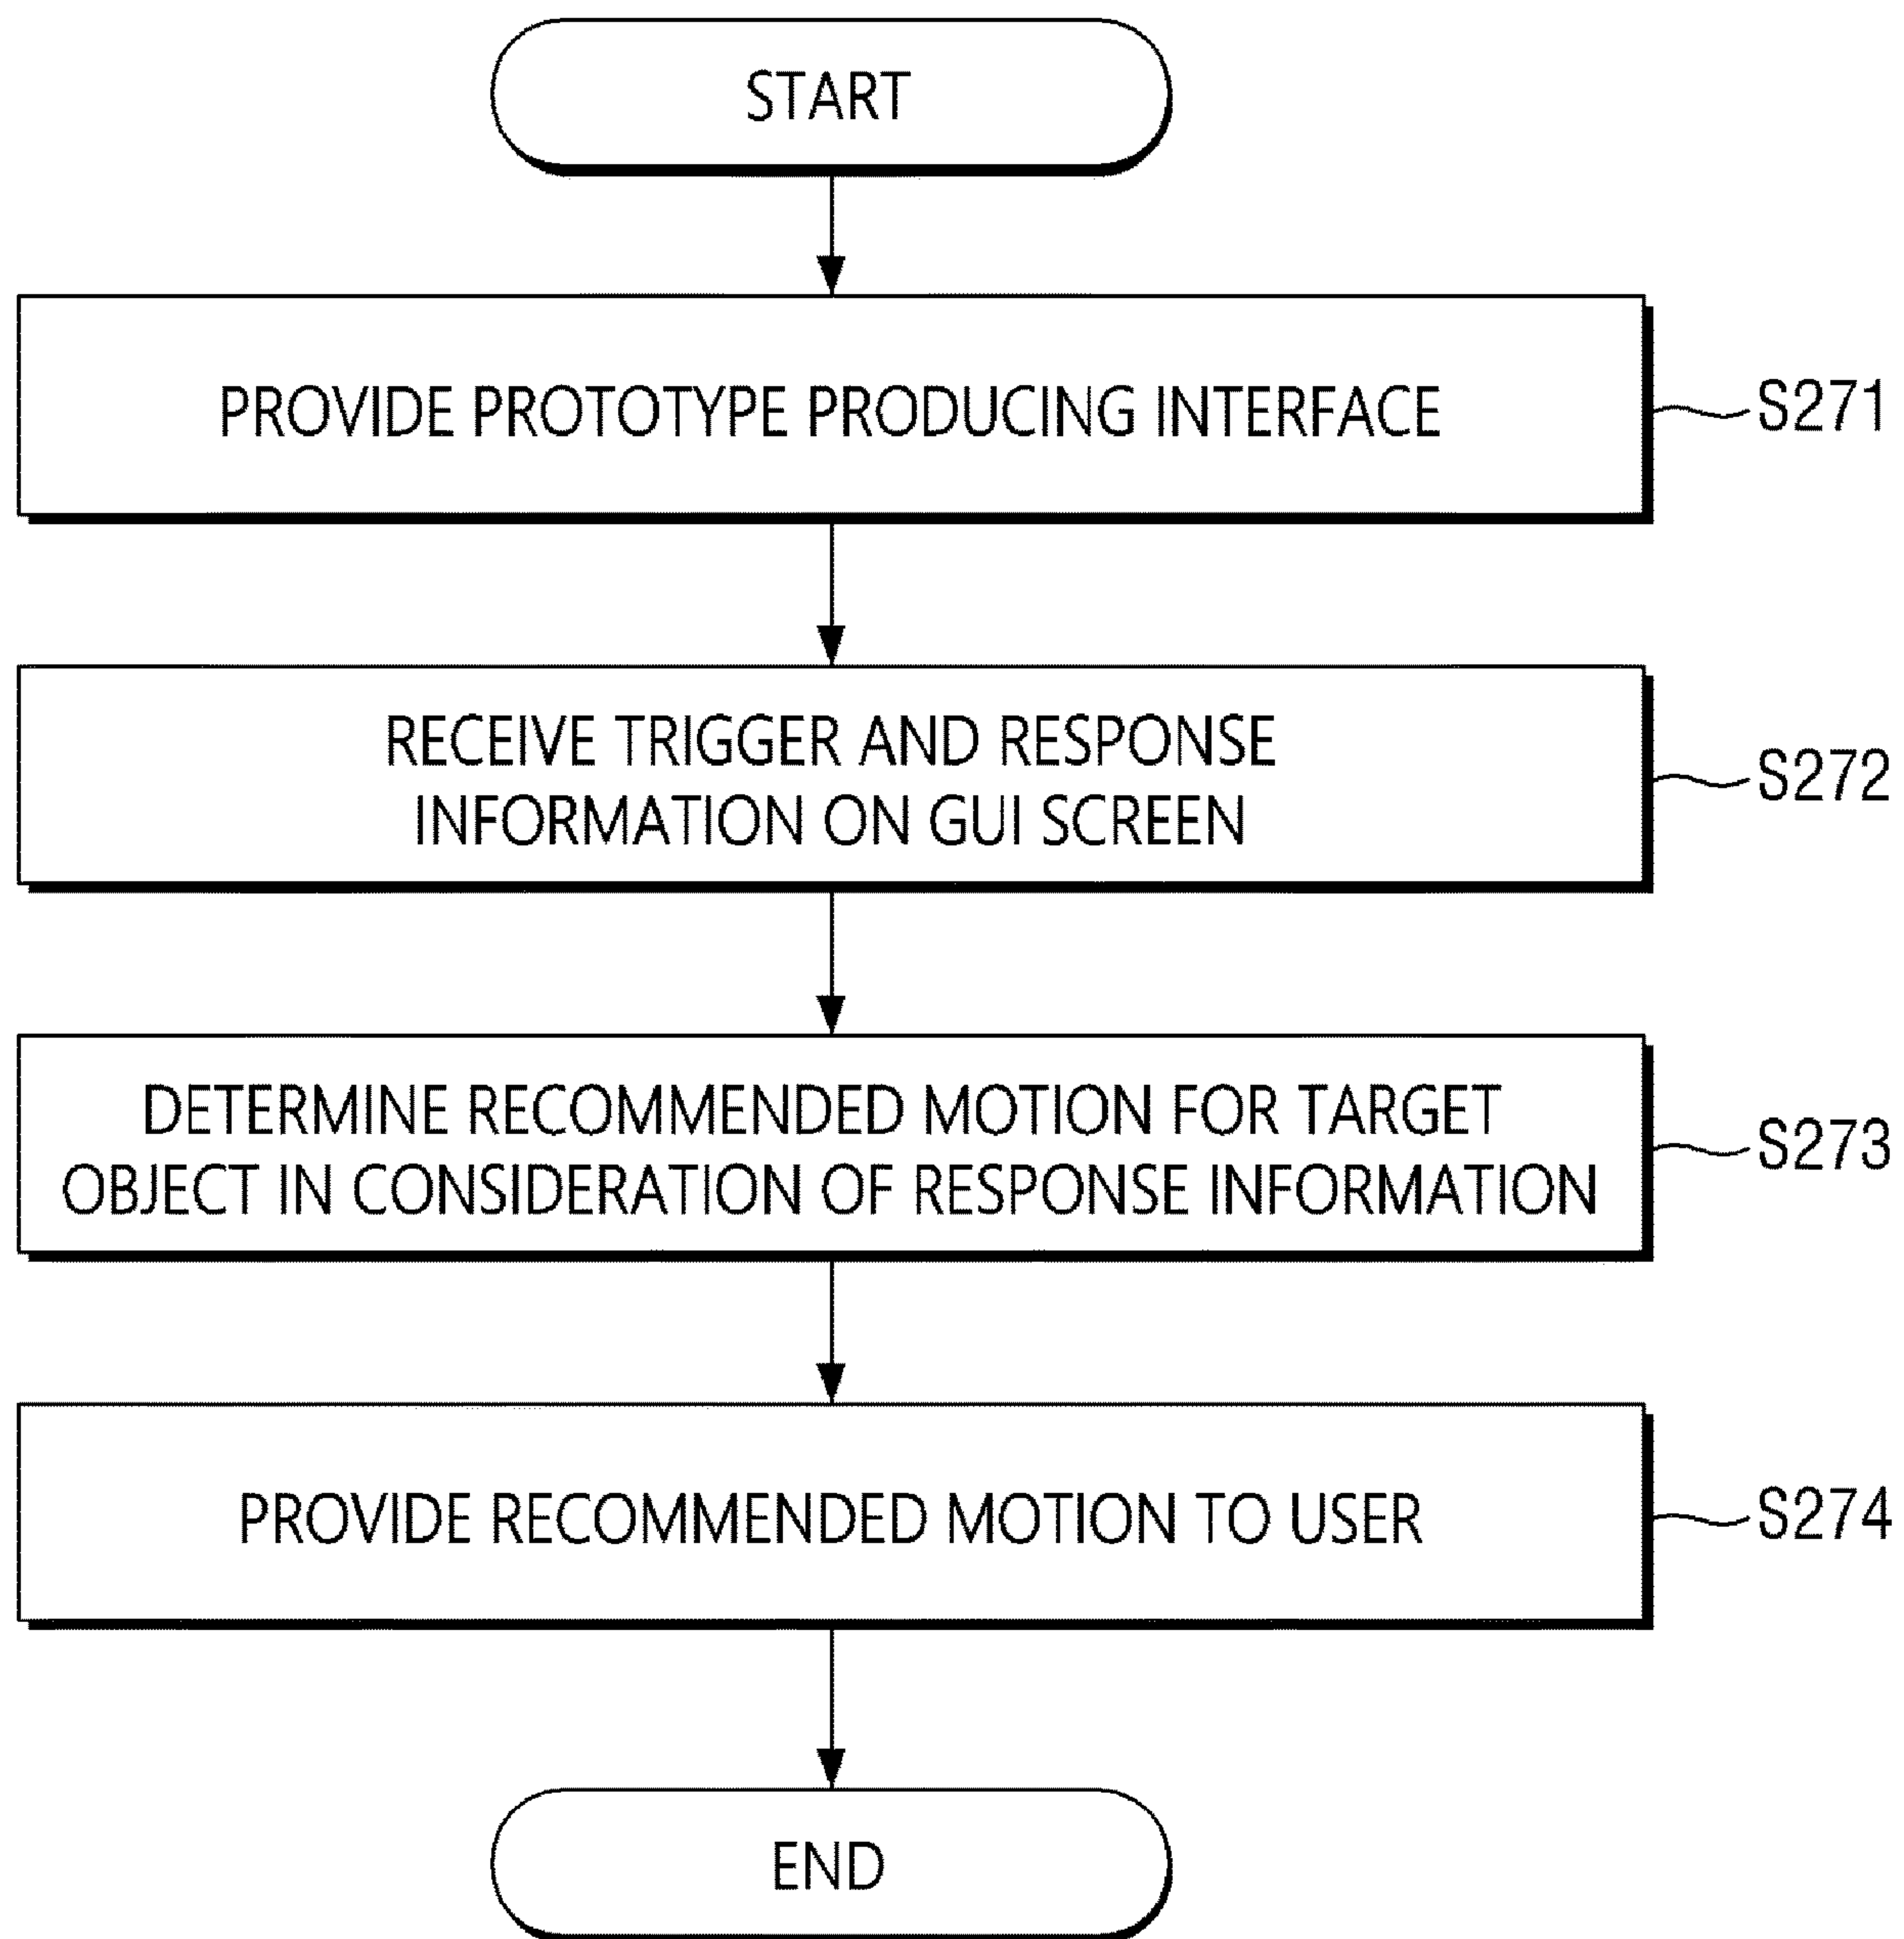 START
PROVIDE PROTOTYPE PRODUCING INTERFACE
S271
RECEIVE TRIGGER AND RESPONSE
INFORMATION ON GUI SCREEN
S272
DETERMINE RECOMMENDED MOTION FOR TARGET
OBJECT IN CONSIDERATION OF RESPONSE INFORMATION
S273
PROVIDE RECOMMENDED MOTION TO USER
S274
END